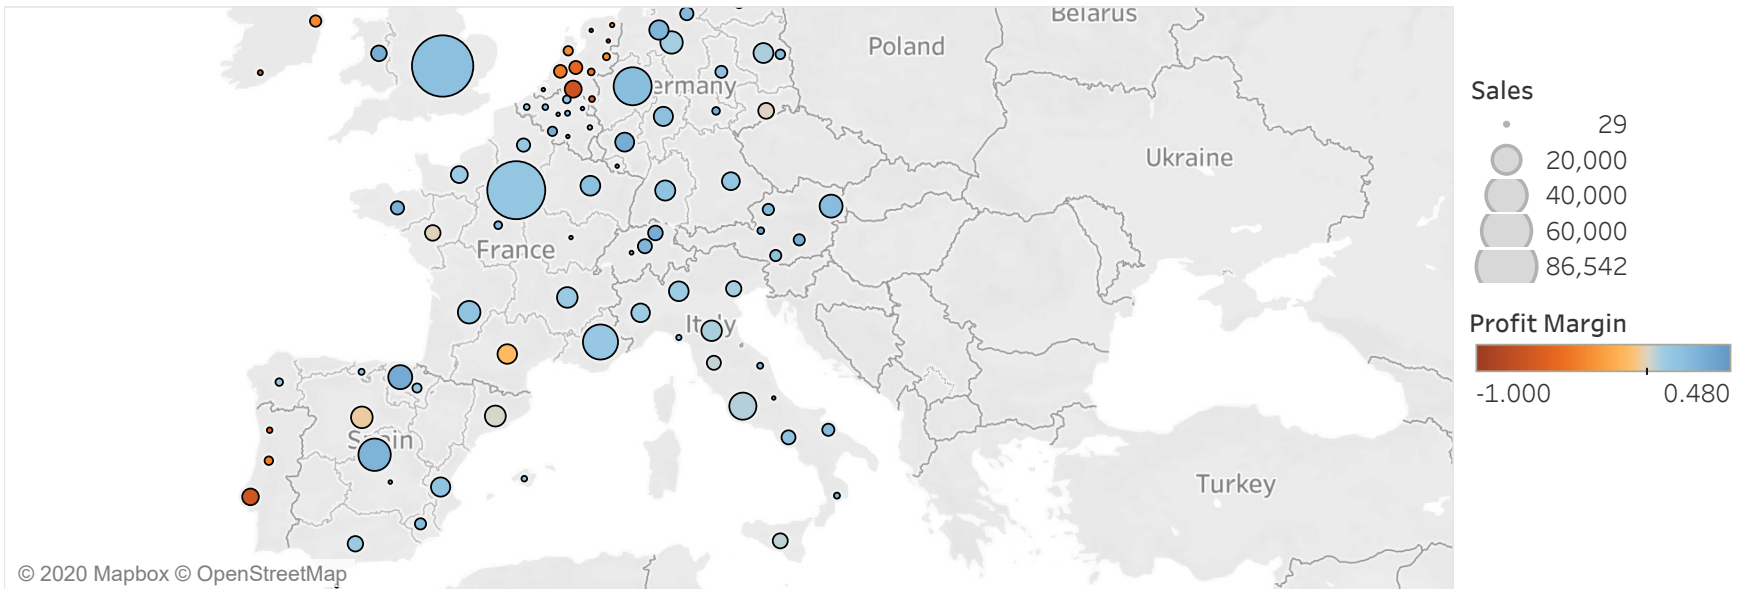 Belarus
Poland
ermany
Ukraine
France
Italy
Spain
Turkey
© 2020 Mapbox © OpenStreetMap
Sales
29
20,000
40,000
60,000
86,542
Profit Margin
-1.000 0.480